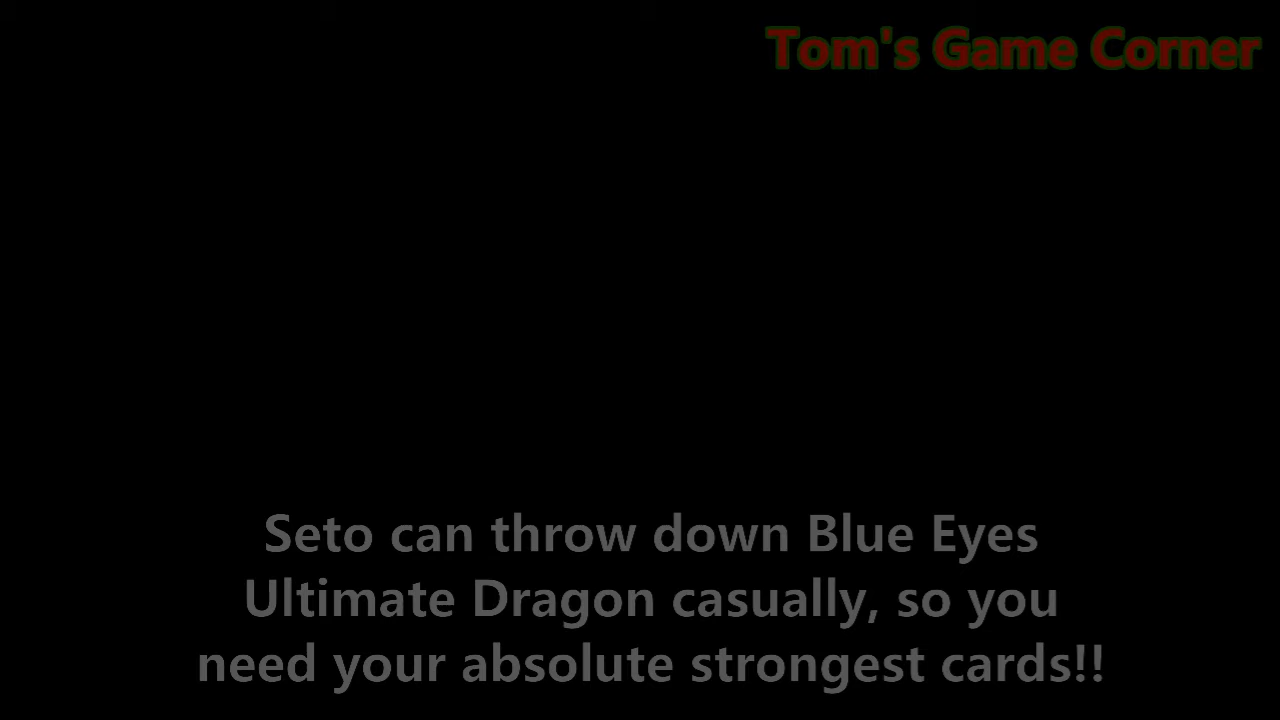 Tom's Game Corner
Seto can throw down Blue Eyes
Ultimate Dragon casually, so you
need your absolute strongest cards!!